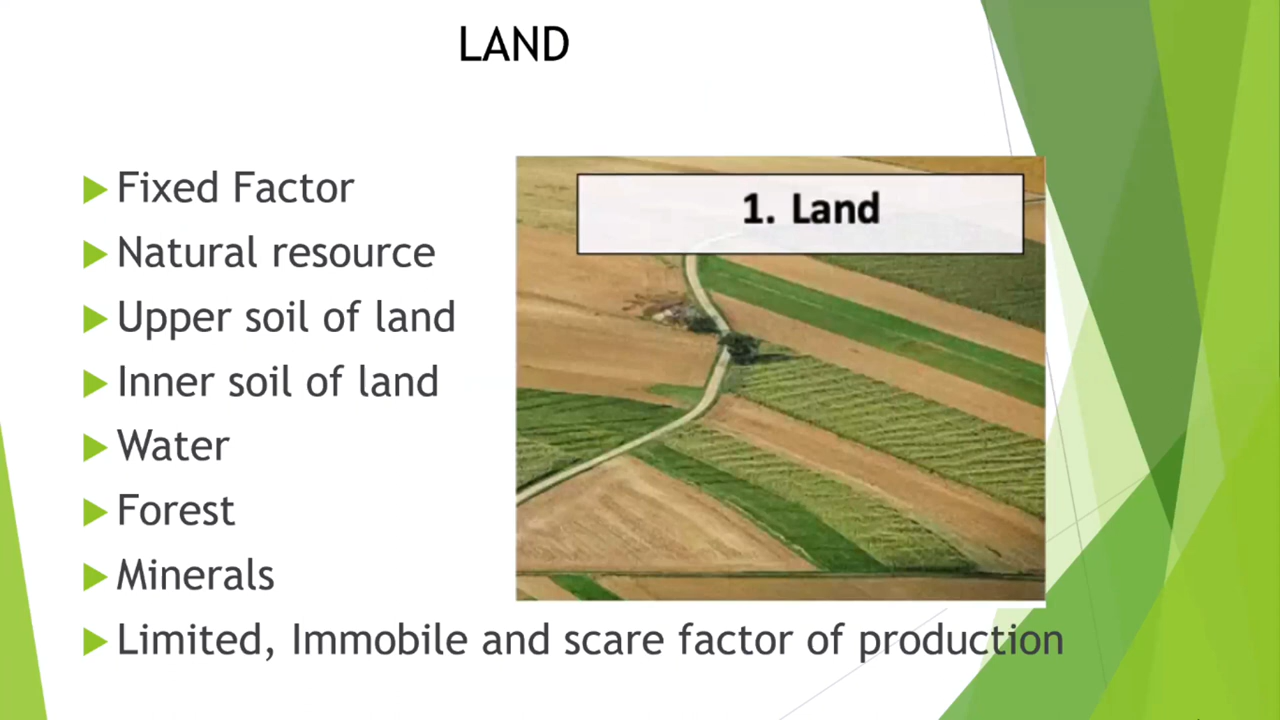 LAND
Fixed Factor
Natural resource
Upper soil of land
Inner soil of land
Water
Forest
Minerals
Limited, Immobile and scare factor of production
1. Land